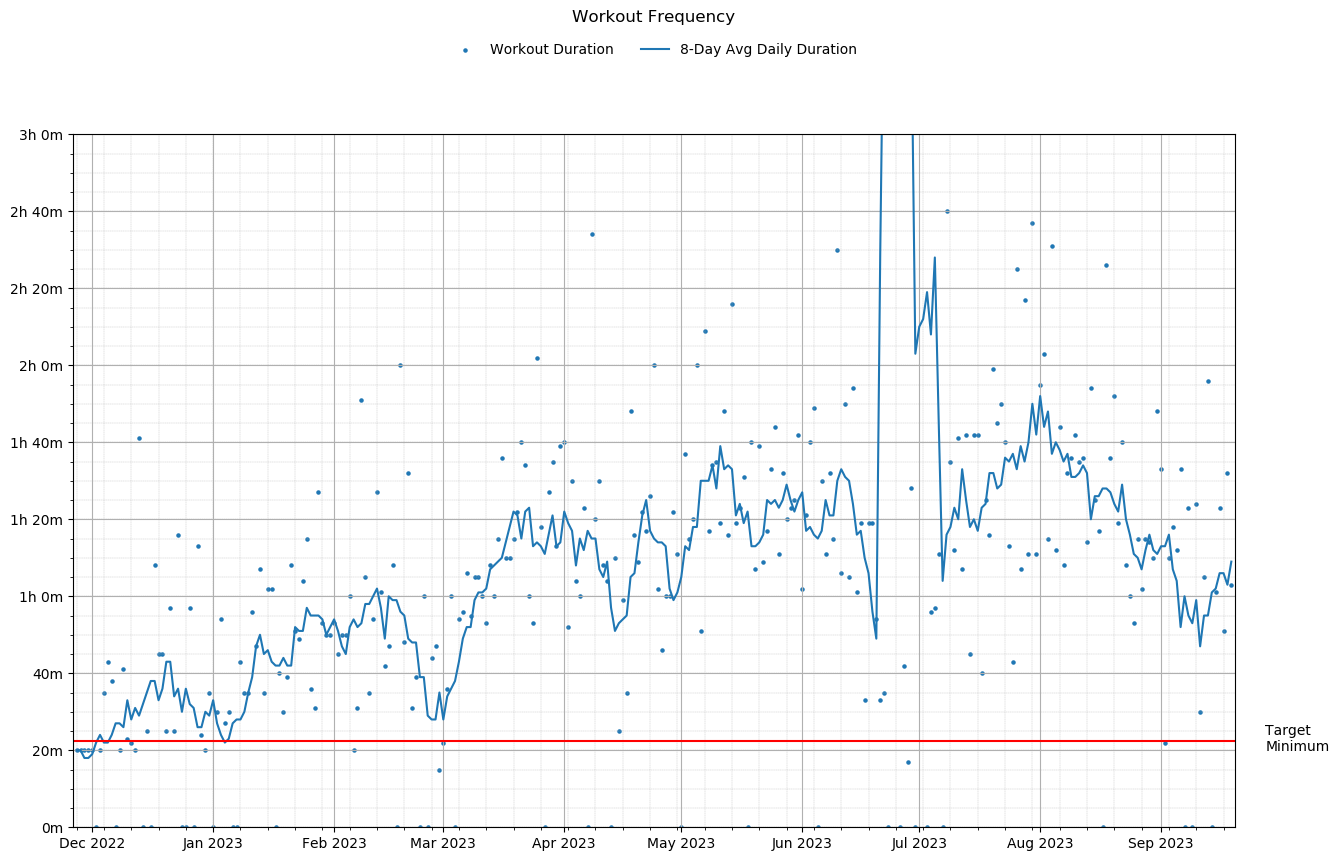 Workout Frequency
Workout Duration
8-Day Avg Daily Duration
3h 0m
2h 40m
2h 20m
2h 0m
1h 40m
1h 20m
1h 0m
40m
20m
0m
Target
Minimum
Dec 2022
Jan 2023
Feb 2023
Mar 2023
Apr 2023
May 2023
Jun 2023
Jul 2023
Aug 2023
Sep 2023